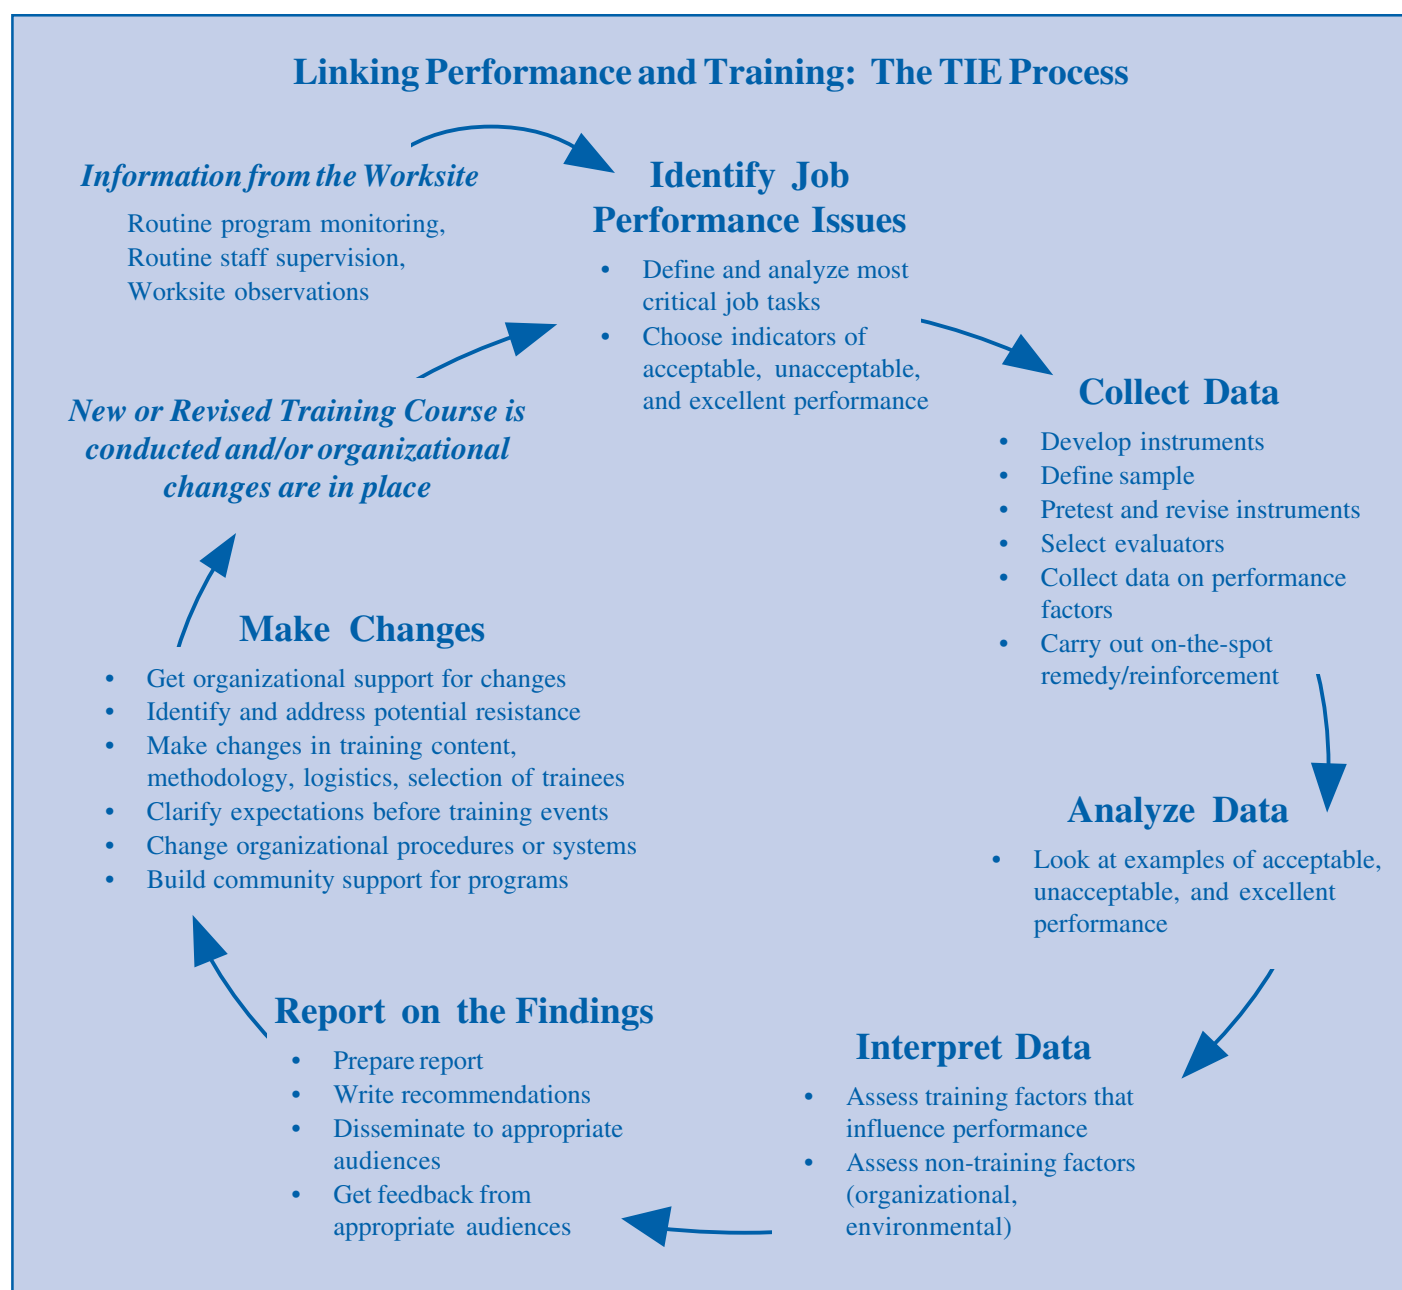 Linking Performance and Training: The TIE Process
Information from the Worksite
Routine program monitoring,
Routine staff supervision,
Worksite observations
Identify Job
Performance Issues
• Define and analyze most
critical job tasks
• Choose indicators of
acceptable, unacceptable,
and excellent performance
Collect Data
• Develop instruments
• Define sample
• Pretest and revise instruments
• Select evaluators
• Collect data on performance
factors
• Carry out on-the-spot
remedy/reinforcement
Analyze Data
• Look at examples of acceptable,
unacceptable, and excellent
performance
Interpret Data
• Assess training factors that
influence performance
• Assess non-training factors
(organizational,
environmental)
Report on the Findings
• Prepare report
• Write recommendations
• Disseminate to appropriate
audiences
• Get feedback from
appropriate audiences
Make Changes
• Get organizational support for changes
• Identify and address potential resistance
• Make changes in training content,
methodology, logistics, selection of trainees
• Clarify expectations before training events
• Change organizational procedures or systems
• Build community support for programs
New or Revised Training Course is
conducted and/or organizational
changes are in place